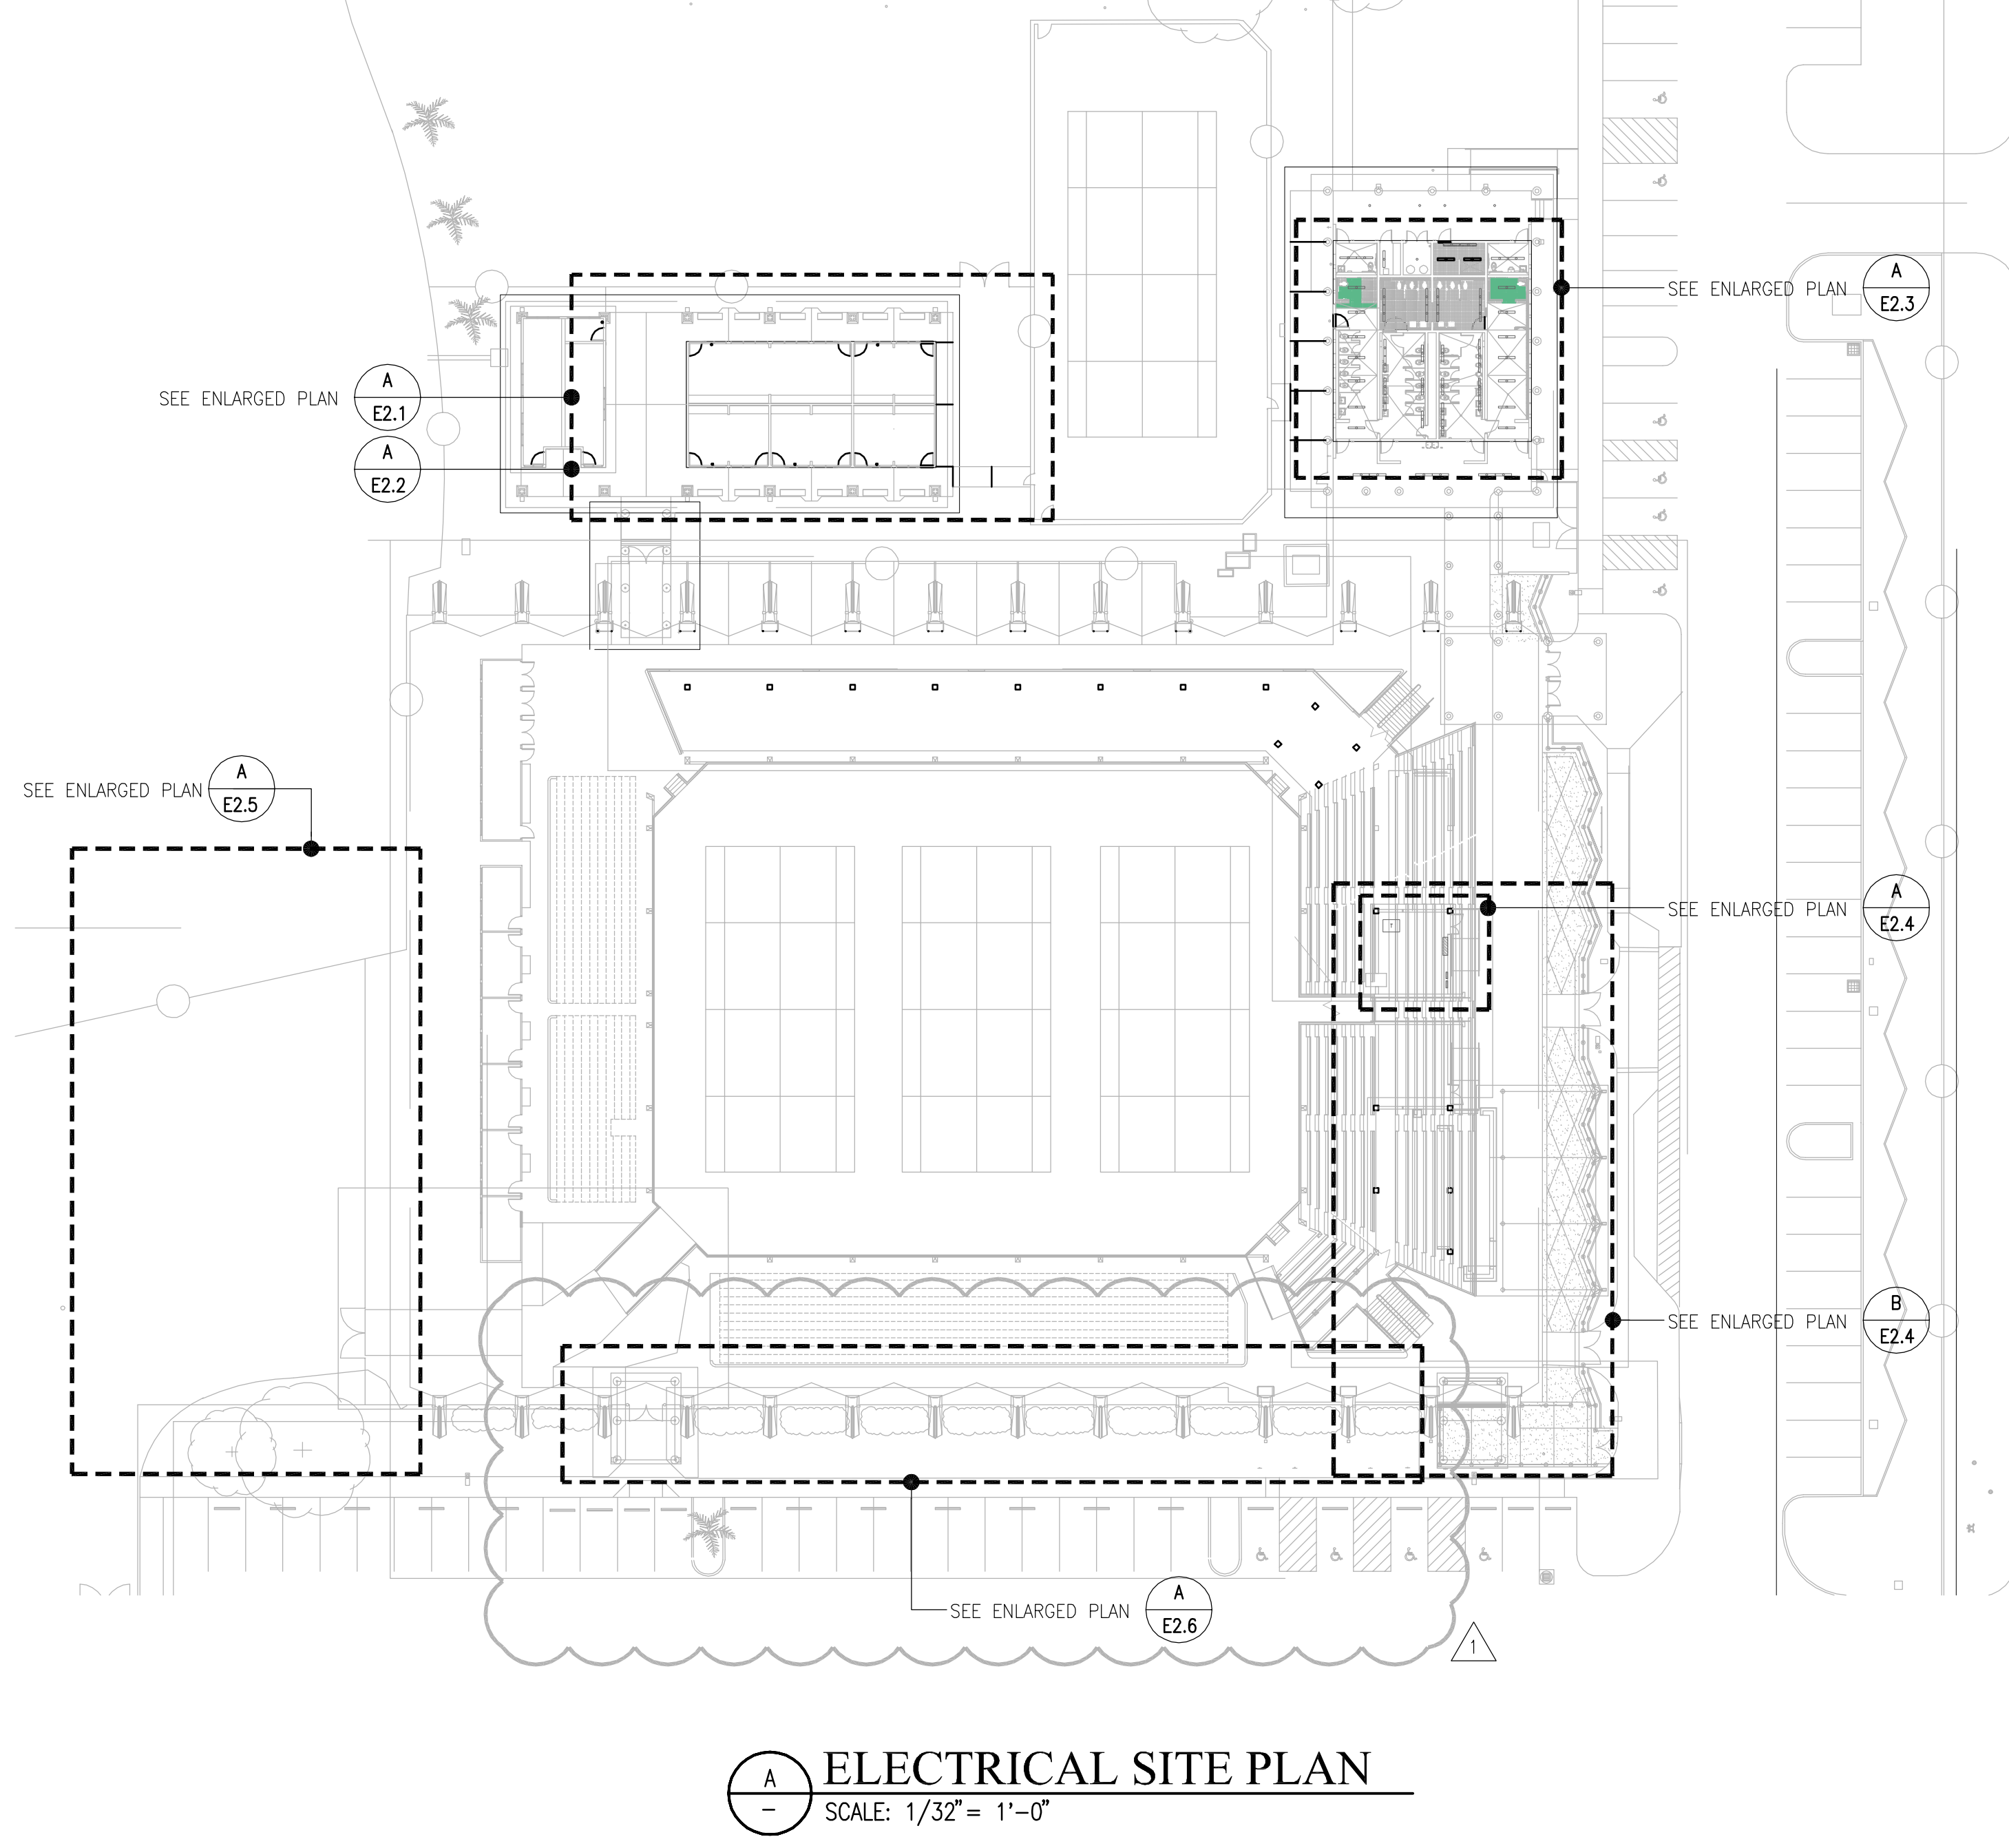 SEE ENLARGED PLAN
A
E2.3
SEE ENLARGED PLAN
A
E2.1
A
E2.2
SEE ENLARGED PLAN
A
E2.5
SEE ENLARGED PLAN
A
E2.4
T
SEE ENLARGED PLAN
B
E2.4
SEE ENLARGED PLAN
A
E2.6
1
A
-
ELECTRICAL SITE PLAN
SCALE: 1/32"= 1'-0"